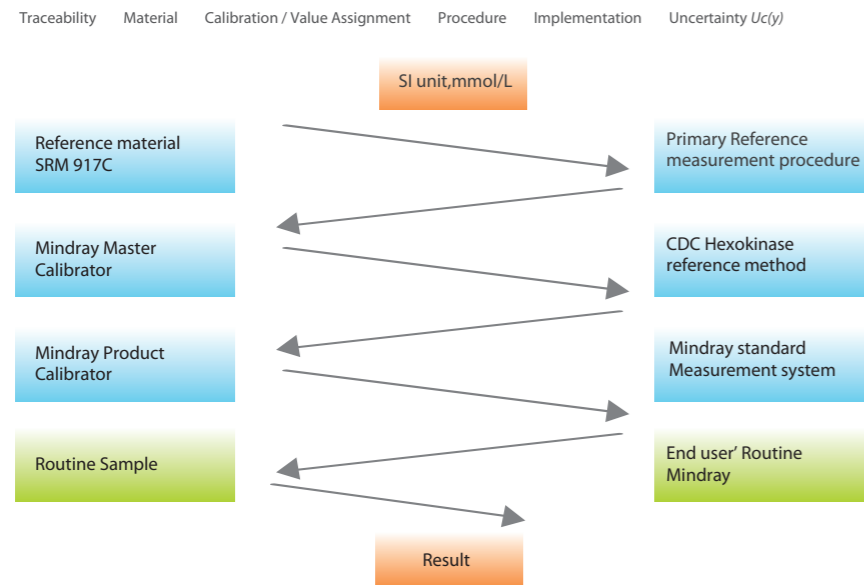 Traceability Material Calibration / Value Assignment Procedure Implementation Uncertainty Uc(y)
SI unit,mmol/L
Reference material
SRM 917C
Primary Reference
measurement procedure
Mindray Master
Calibrator
CDC Hexokinase
reference method
Mindray Product
Calibrator
Mindray standard
Measurement system
Routine Sample
End user' Routine
Mindray
Result